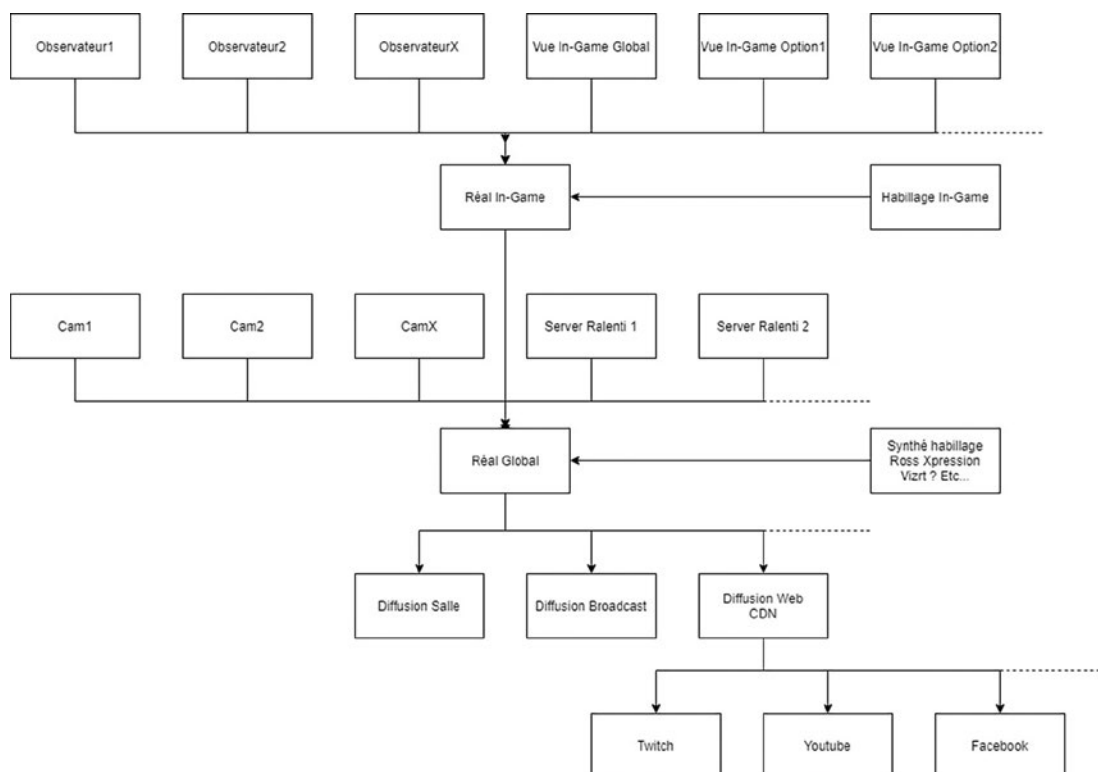 Observateur1
Observateur2
ObservateurX
Vue In-Game Global
Vue In-Game Option1
Vue In-Game Option2
Réal In-Game
Habillage In-Game
Cam1
Cam2
CamX
Server Ralenti 1
Server Ralenti 2
Réal Global
Synthé habillage
Ross Xpression
Vizrt ? Etc...
Diffusion Salle
Diffusion Broadcast
Diffusion Web
CDN
Twitch
Youtube
Facebook